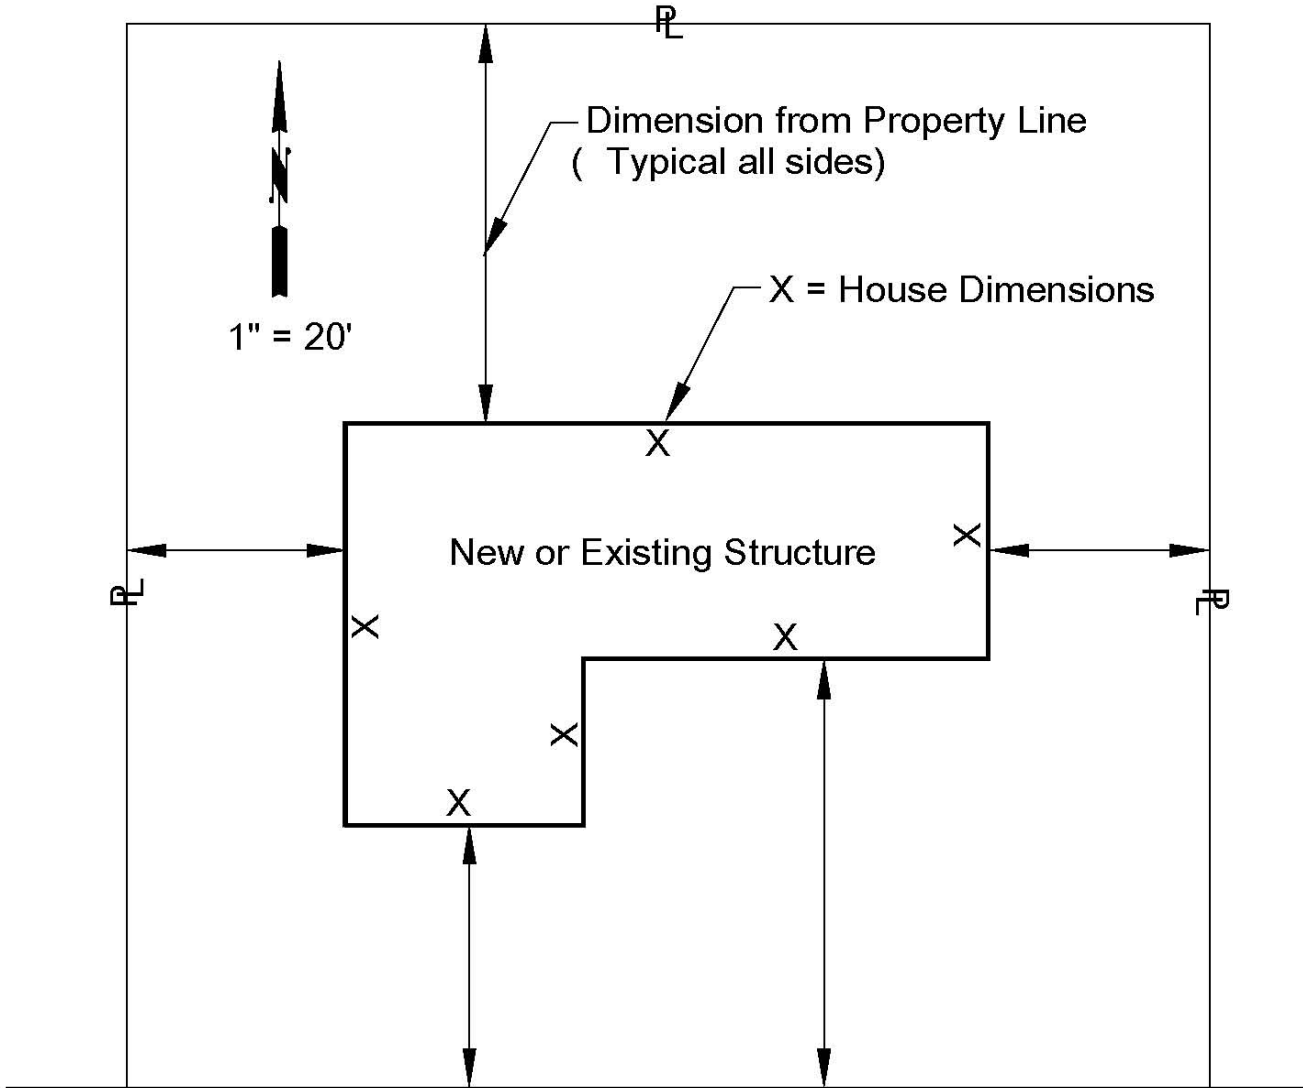 PL
Dimension from Property Line
( Typical all sides)
N
X = House Dimensions
1" = 20'
X
New or Existing Structure
X
PL
PL
X
X
X
X